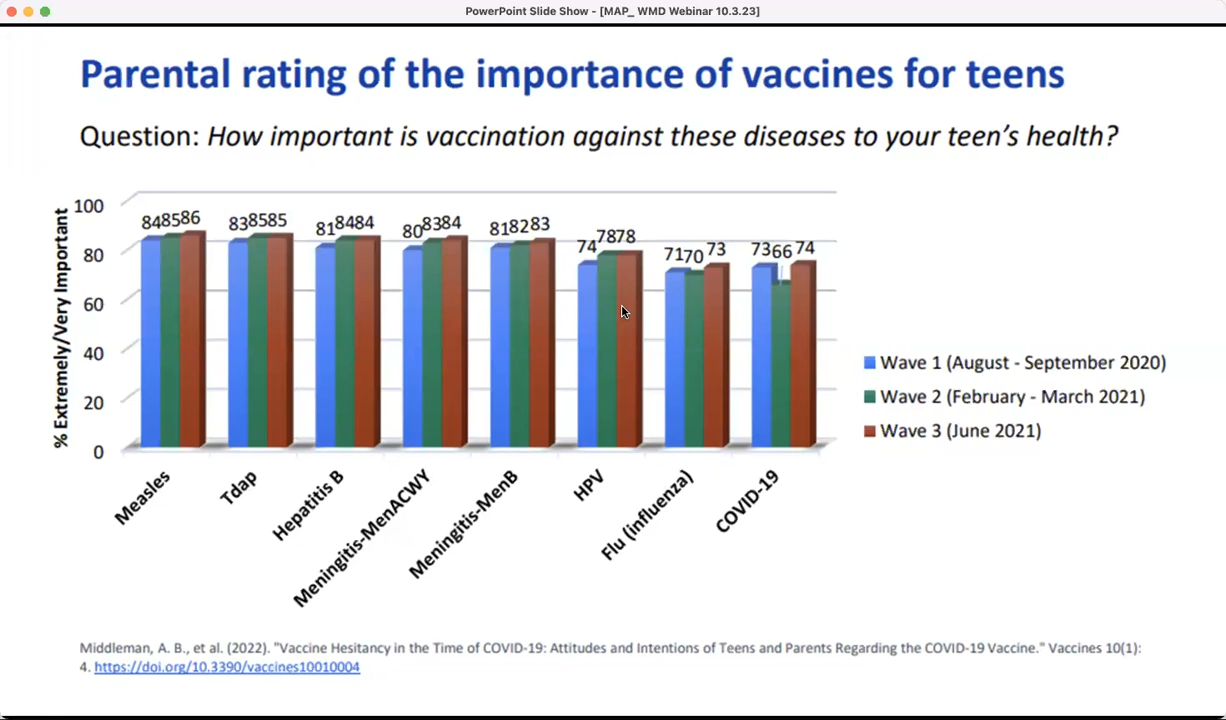 PowerPoint Slide Show - [MAP_ WMD Webinar 10.3.23]
Parental rating of the importance of vaccines for teens
Question: How important is vaccination against these diseases to your teen's health?
% Extremely/Very Important
100
80
60
40
20
0
84 85 86
83 85 85
81 84 84
80 83 84
81 82 83
74 78 78
71 70 73
73 66 74
Measles
Tdap
Hepatitis B
Meningitis-MenACWY
Meningitis-MenB
HPV
Flu (influenza)
COVID-19
Wave 1 (August - September 2020)
Wave 2 (February - March 2021)
Wave 3 (June 2021)
Middleman, A. B., et al. (2022). "Vaccine Hesitancy in the Time of COVID-19: Attitudes and Intentions of Teens and Parents Regarding the COVID-19 Vaccine." Vaccines 10(1):
4. https://doi.org/10.3390/vaccines10010004